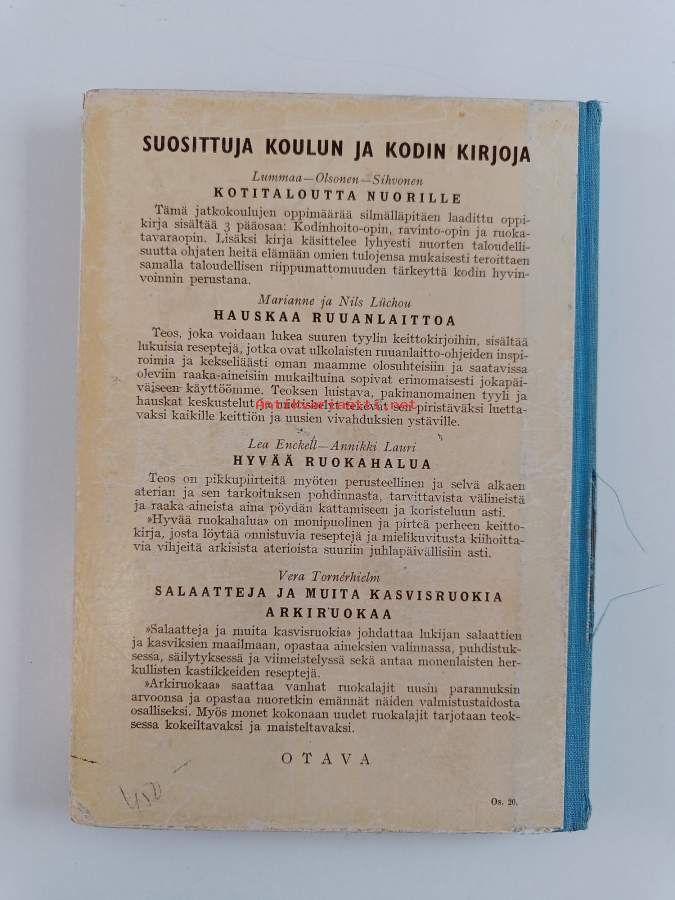 SUOSITTUJA KOULUN JA KODIN KIRJOJA
Lummaa—Olsonen—Sihvonen
KOTITALOUTTA NUORILLE
Tämä jatkokoulujen oppimäärää silmälläpitäen laadittu oppi-
kirja sisältää 3 pääosaa: Kodinhoito-opin, ravinto-opin ja ruoka-
tavaraopin. Lisäksi kirja käsittelee lyhyesti nuorten taloudelli-
suutta ohjaten heitä elämään omien tulojensa mukaisesti teroittaen
samalla taloudellisen riippumattomuuden tärkeyttä kodin hyvin-
voinnin perustana.
Marianne ja Nils Lüchou
HAUSKAA RUUANLAITTOA
Teos, joka voidaan lukea suuren tyylin keittokirjoihin, sisältää
lukuisia reseptejä, jotka ovat ulkolaisten ruuanlaitto-ohjeiden inspi-
roimia ja kekseliäästi oman maamme olosuhteisiin ja saatavissa
oleviin raaka-aineisiin mukailtuina sopivat erinomaisesti jokapäi-
väiseen käyttöömme. Teoksen luistava, pakinanomainen tyyli ja
hauskat keskustelut ja mietiskelyt tekevät sen piristäväksi luetta-
vaksi kaikille keittiön ja uusien vivahduksien ystäville.
Antikvariaatti.net
Lea Enckell—Annikki Lauri
HYVÄÄ RUOKAHALUA
Teos on pikkupiirteitä myöten perusteellinen ja selvä alkaen
aterian ja sen tarkoituksen pohdinnasta, tarvittavista välineistä
ja raaka-aineista aina pöydän kattamiseen ja koristeluun asti.
»Hyvää ruokahalua» on monipuolinen ja pirteä perheen keitto-
kirja, josta löytää onnistuvia reseptejä ja mielikuvitusta kiihoitta-
via vihjeitä arkisista aterioista suuriin juhlapäivällisiin asti.
Vera Tornérhielm
SALAATTEJA JA MUITA KASVISRUOKIA
ARKIRUOKAA
»Salaatteja ja muita kasvisruokia» johdattaa lukijan salaattien
ja kasviksien maailmaan, opastaa aineksien valinnassa, puhdistuk-
sessa, säilytyksessä ja viimeistelyssä sekä antaa monenlaisten her-
kullisten kastikkeiden reseptejä.
»Arkiruokaa» saattaa vanhat ruokalajit uusin parannuksin
arvoonsa ja opastaa nuoretkin emännät näiden valmistustaidosta
osalliseksi. Myös monet kokonaan uudet ruokalajit tarjotaan teok-
sessa kokeiltavaksi ja maisteltavaksi.
OTAVA
Os. 20.